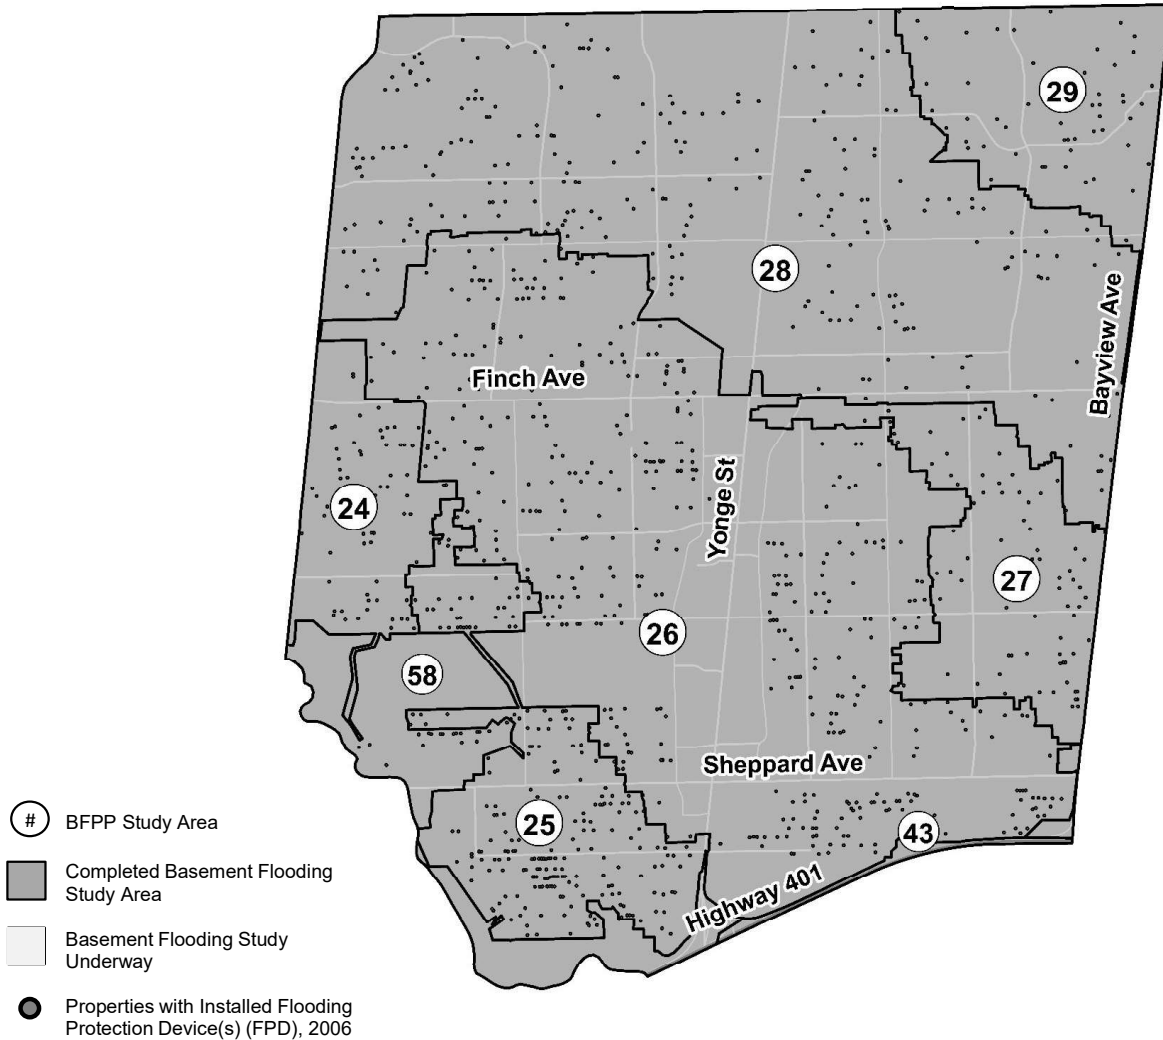 29
28
Bayview Ave
Finch Ave
24
Yonge St
27
26
58
Sheppard Ave
25
43
Highway 401
# BFPP Study Area
Completed Basement Flooding
Study Area
Basement Flooding Study
Underway
Properties with Installed Flooding
Protection Device(s) (FPD), 2006